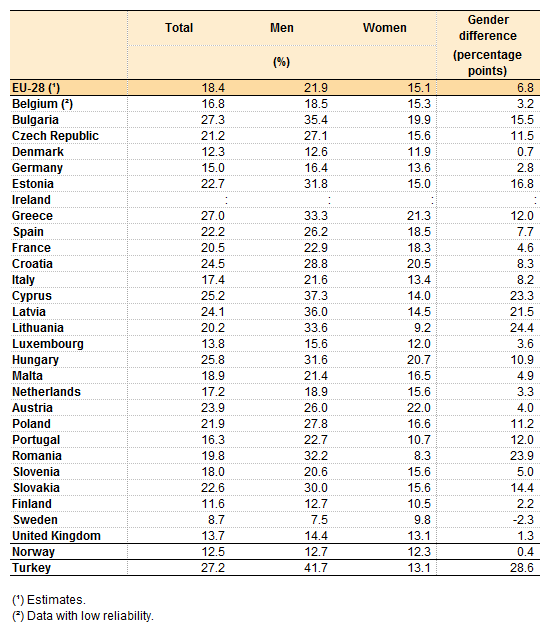 Total Men Women Gender difference
(%) (percentage points)
EU-28 (¹) 18.4 21.9 15.1 6.8
Belgium (²) 16.8 18.5 15.3 3.2
Bulgaria 27.3 35.4 19.9 15.5
Czech Republic 21.2 27.1 15.6 11.5
Denmark 12.3 12.6 11.9 0.7
Germany 15.0 16.4 13.6 2.8
Estonia 22.7 31.8 15.0 16.8
Ireland : : : :
Greece 27.0 33.3 21.3 12.0
Spain 22.2 26.2 18.5 7.7
France 20.5 22.9 18.3 4.6
Croatia 24.5 28.8 20.5 8.3
Italy 17.4 21.6 13.4 8.2
Cyprus 25.2 37.3 14.0 23.3
Latvia 24.1 36.0 14.5 21.5
Lithuania 20.2 33.6 9.2 24.4
Luxembourg 13.8 15.6 12.0 3.6
Hungary 25.8 31.6 20.7 10.9
Malta 18.9 21.4 16.5 4.9
Netherlands 17.2 18.9 15.6 3.3
Austria 23.9 26.0 22.0 4.0
Poland 21.9 27.8 16.6 11.2
Portugal 16.3 22.7 10.7 12.0
Romania 19.8 32.2 8.3 23.9
Slovenia 18.0 20.6 15.6 5.0
Slovakia 22.6 30.0 15.6 14.4
Finland 11.6 12.7 10.5 2.2
Sweden 8.7 7.5 9.8 -2.3
United Kingdom 13.7 14.4 13.1 1.3
Norway 12.5 12.7 12.3 0.4
Turkey 27.2 41.7 13.1 28.6
(¹) Estimates.
(²) Data with low reliability.